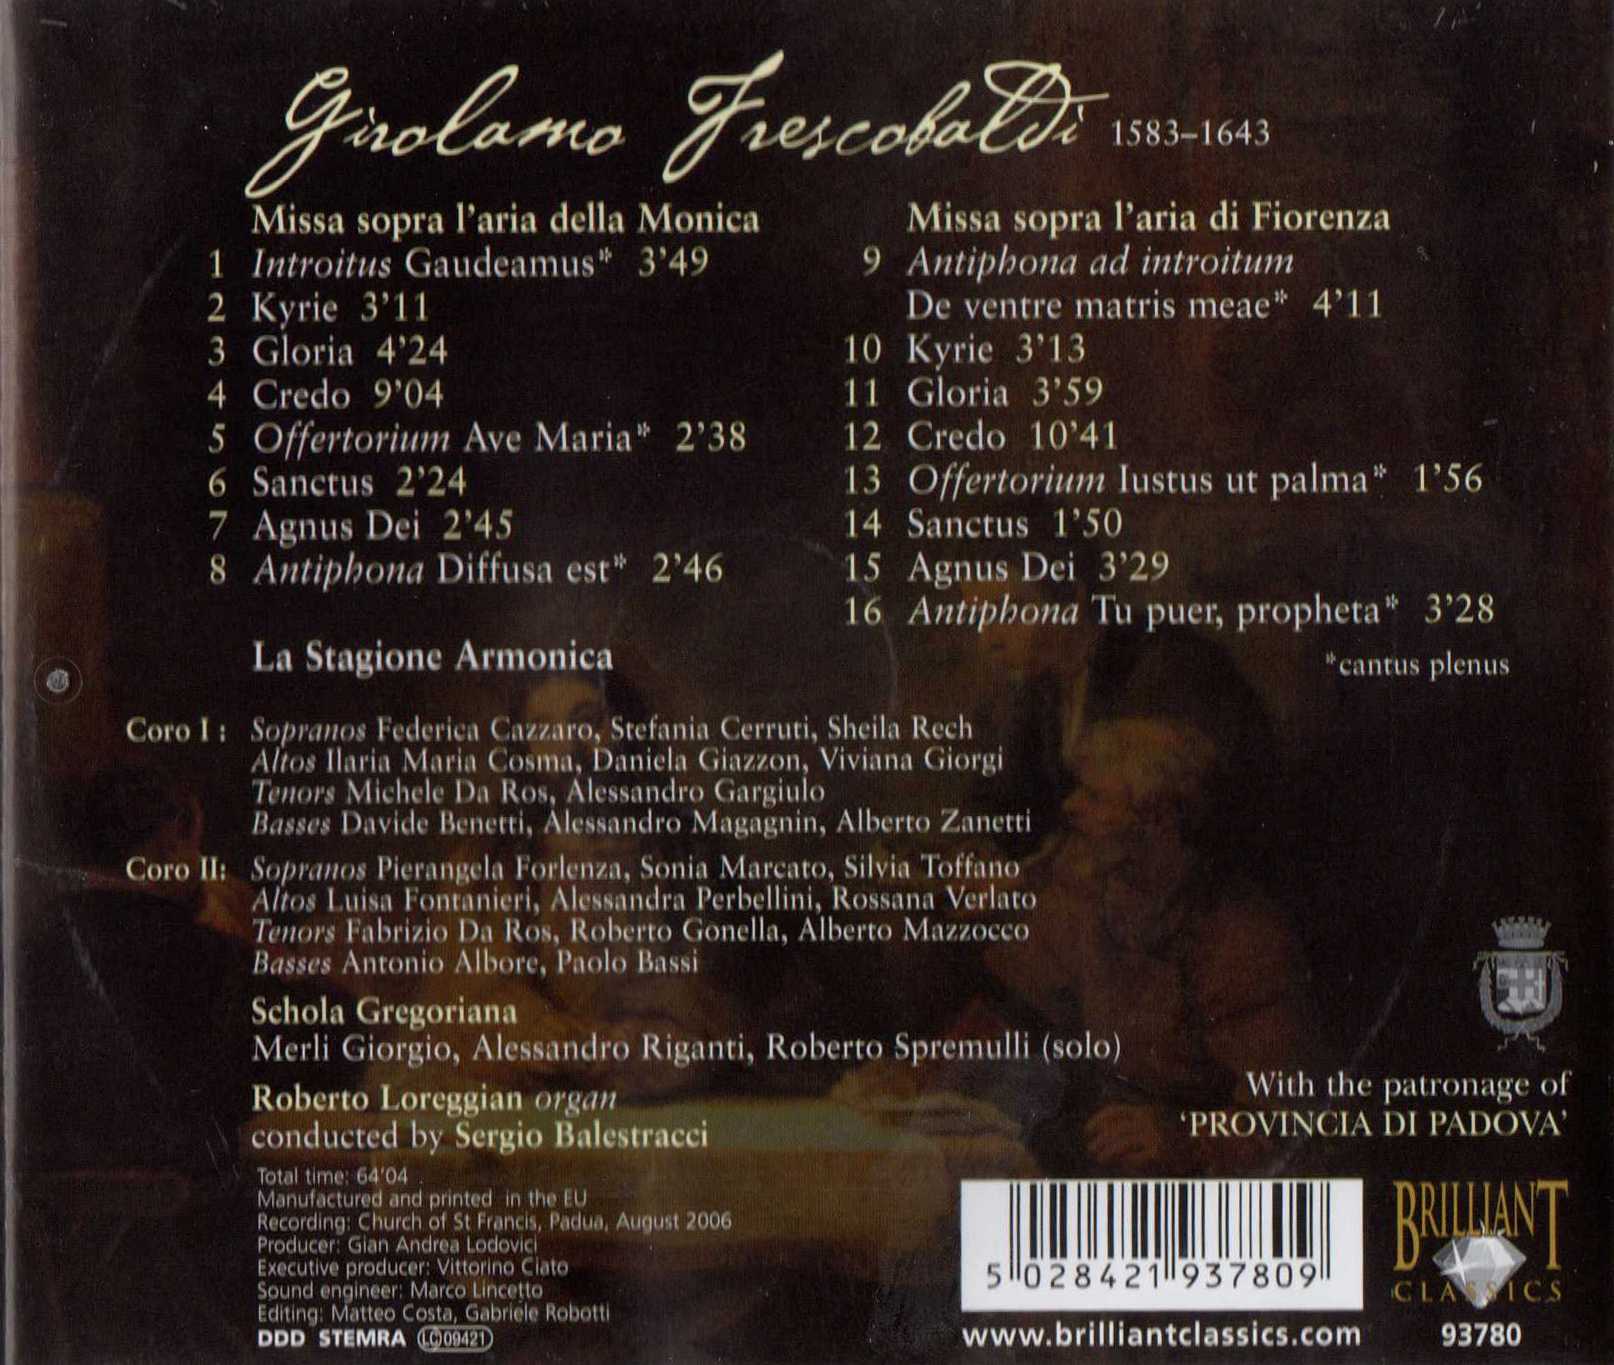 Girolamo Frescobaldi 1583–1643
Missa sopra l'aria della Monica
1 Introitus Gaudeamus* 3'49
2 Kyrie 3'11
3 Gloria 4'24
4 Credo 9'04
5 Offertorium Ave Maria* 2'38
6 Sanctus 2'24
7 Agnus Dei 2'45
8 Antiphona Diffusa est* 2'46
Missa sopra l'aria di Fiorenza
9 Antiphona ad introitum
De ventre matris meae* 4'11
10 Kyrie 3'13
11 Gloria 3'59
12 Credo 10'41
13 Offertorium Iustus ut palma* 1'56
14 Sanctus 1'50
15 Agnus Dei 3'29
16 Antiphona Tu puer, propheta* 3'28
*cantus plenus
La Stagione Armonica
Coro I : Sopranos Federica Cazzaro, Stefania Cerruti, Sheila Rech
Altos Ilaria Maria Cosma, Daniela Giazzon, Viviana Giorgi
Tenors Michele Da Ros, Alessandro Gargiulo
Basses Davide Benetti, Alessandro Magagnin, Alberto Zanetti
Coro II: Sopranos Pierangela Forlenza, Sonia Marcato, Silvia Toffano
Altos Luisa Fontanieri, Alessandra Perbellini, Rossana Verlato
Tenors Fabrizio Da Ros, Roberto Gonella, Alberto Mazzocco
Basses Antonio Albore, Paolo Bassi
Schola Gregoriana
Merli Giorgio, Alessandro Riganti, Roberto Spremulli (solo)
Roberto Loreggian organ
conducted by Sergio Balestracci
With the patronage of
'PROVINCIA DI PADOVA'
Total time: 64'04
Manufactured and printed in the EU
Recording: Church of St Francis, Padua, August 2006
Producer: Gian Andrea Lodovici
Executive producer: Vittorino Ciato
Sound engineer: Marco Lincetto
Editing: Matteo Costa, Gabriele Robotti
DDD STEMRA LC 09421
5 028421 937809
www.brilliantclassics.com
BRILLIANT
CLASSICS
93780